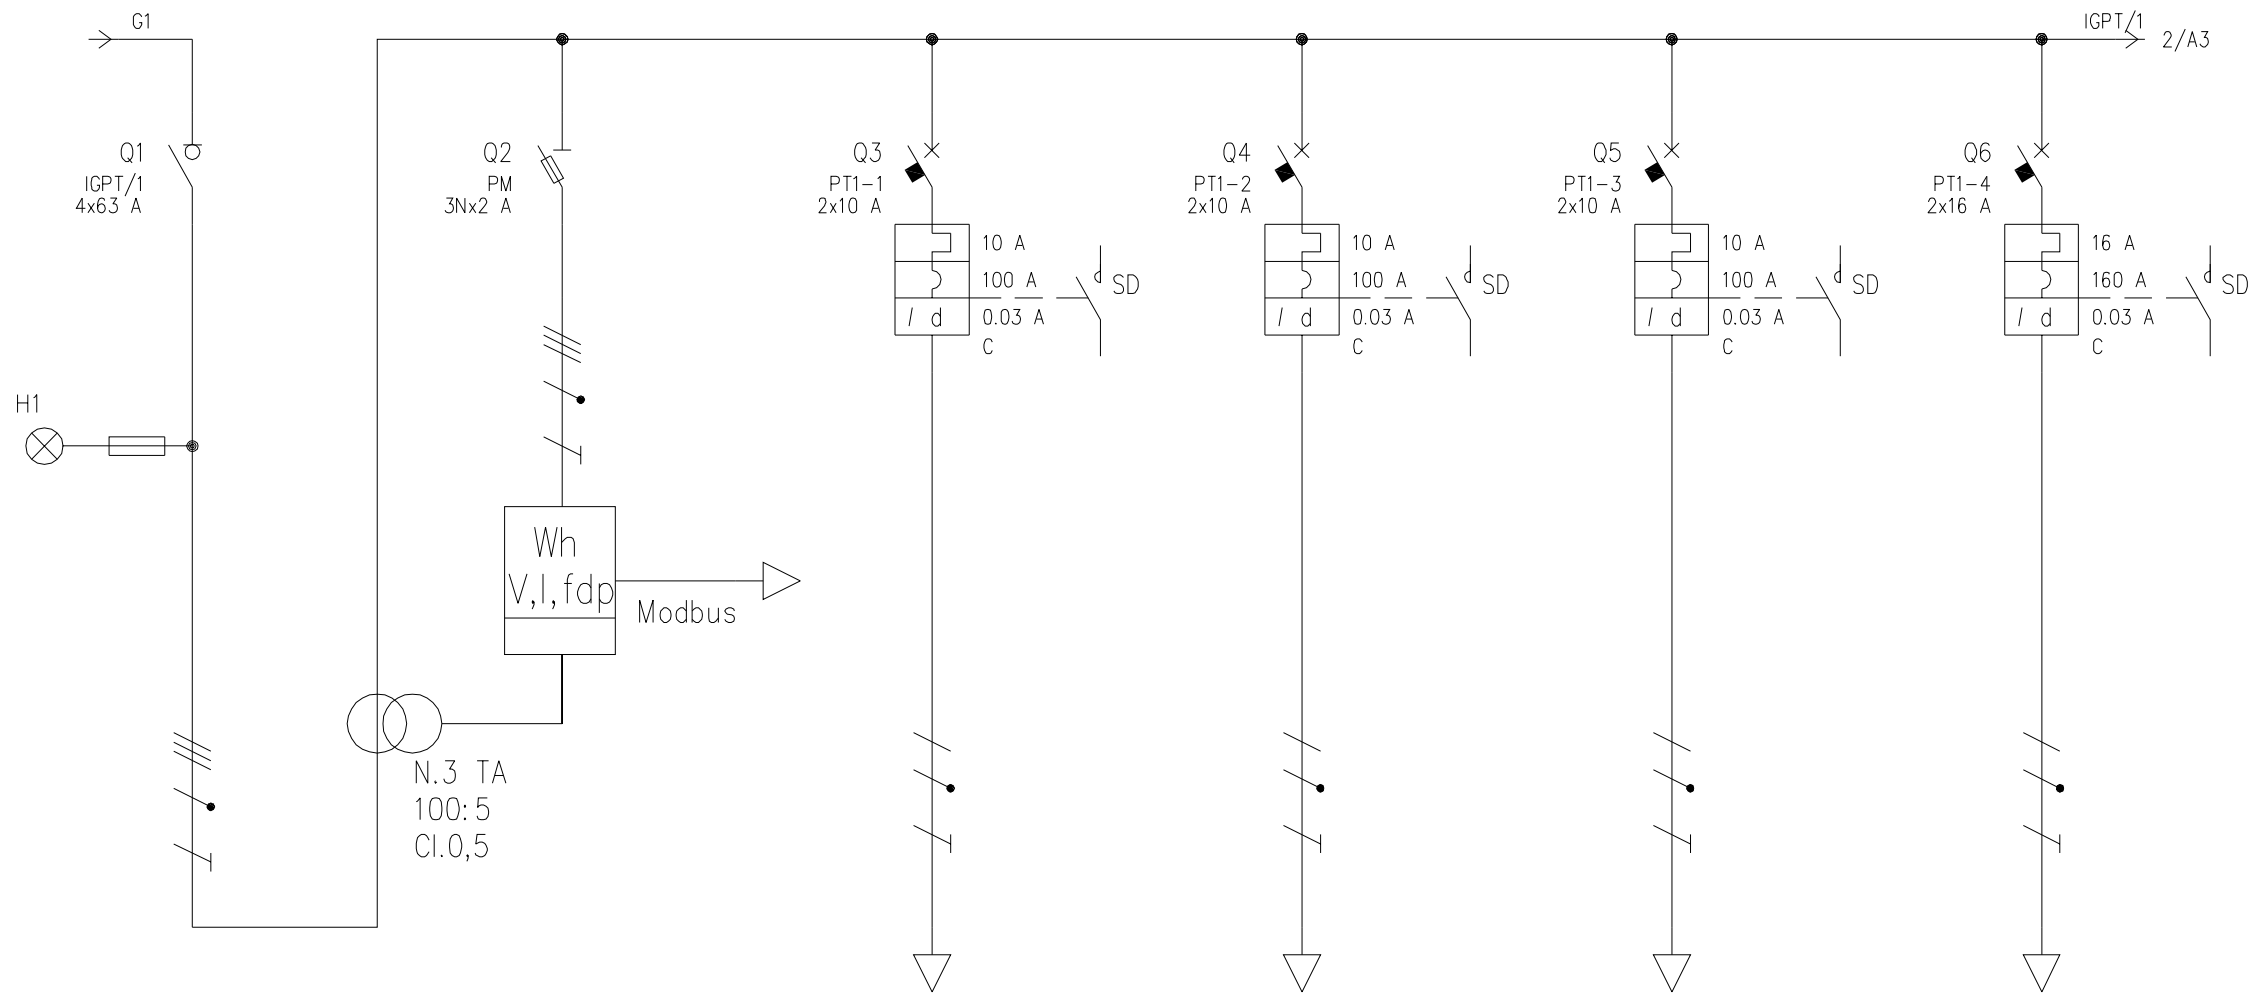 G1
IGPT/1
2/A3
Q1
IGPT/1
4x63 A
Q2
PM
3Nx2 A
Q3
PT1-1
2x10 A
10 A
100 A
I d
0.03 A
C
SD
Q4
PT1-2
2x10 A
10 A
100 A
I d
0.03 A
C
SD
Q5
PT1-3
2x10 A
10 A
100 A
I d
0.03 A
C
SD
Q6
PT1-4
2x16 A
16 A
160 A
I d
0.03 A
C
SD
H1
Wh
V,I,fdp
Modbus
N.3 TA
100:5
Cl.0,5